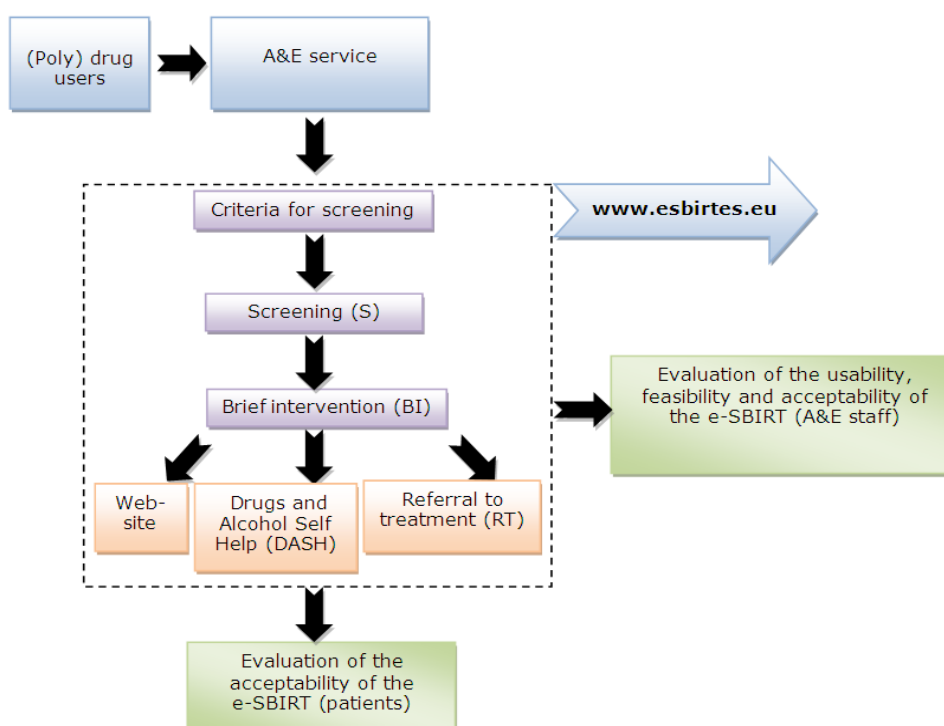 (Poly) drug
users
A&E service
Criteria for screening
www.esbirtes.eu
Screening (S)
Brief intervention (BI)
Evaluation of the usability,
feasibility and acceptability of
the e-SBIRT (A&E staff)
Web-
site
Drugs and
Alcohol Self
Help (DASH)
Referral to
treatment (RT)
Evaluation of the
acceptability of the
e-SBIRT (patients)